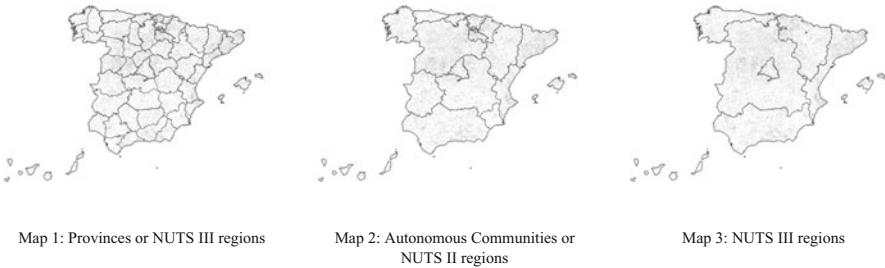 Map 1: Provinces or NUTS III regions
Map 2: Autonomous Communities or
NUTS II regions
Map 3: NUTS III regions